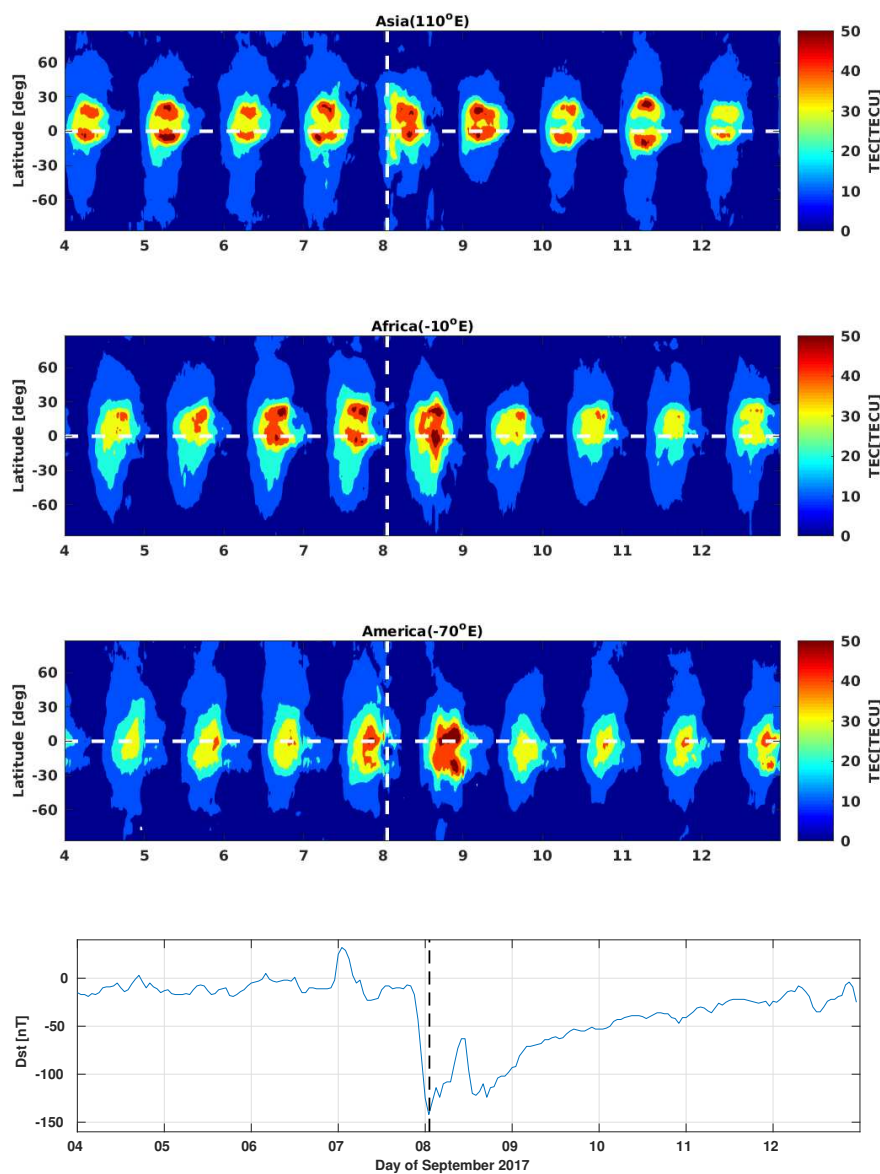 Asia(110°E)
60
30
0
-30
-60
Latitude [deg]
4 5 6 7 8 9 10 11 12
50
40
30
20
10
0
TEC[TECU]
Africa(-10°E)
60
30
0
-30
-60
Latitude [deg]
4 5 6 7 8 9 10 11 12
50
40
30
20
10
0
TEC[TECU]
America(-70°E)
60
30
0
-30
-60
Latitude [deg]
4 5 6 7 8 9 10 11 12
50
40
30
20
10
0
TEC[TECU]
0
-50
-100
-150
Dst [nT]
04 05 06 07 08 09 10 11 12
Day of September 2017